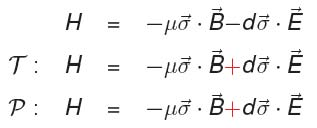 H = −μσ⃗ · B⃗−dσ⃗ · E⃗
𝒯 : H = −μσ⃗ · B⃗+dσ⃗ · E⃗
𝒫 : H = −μσ⃗ · B⃗+dσ⃗ · E⃗